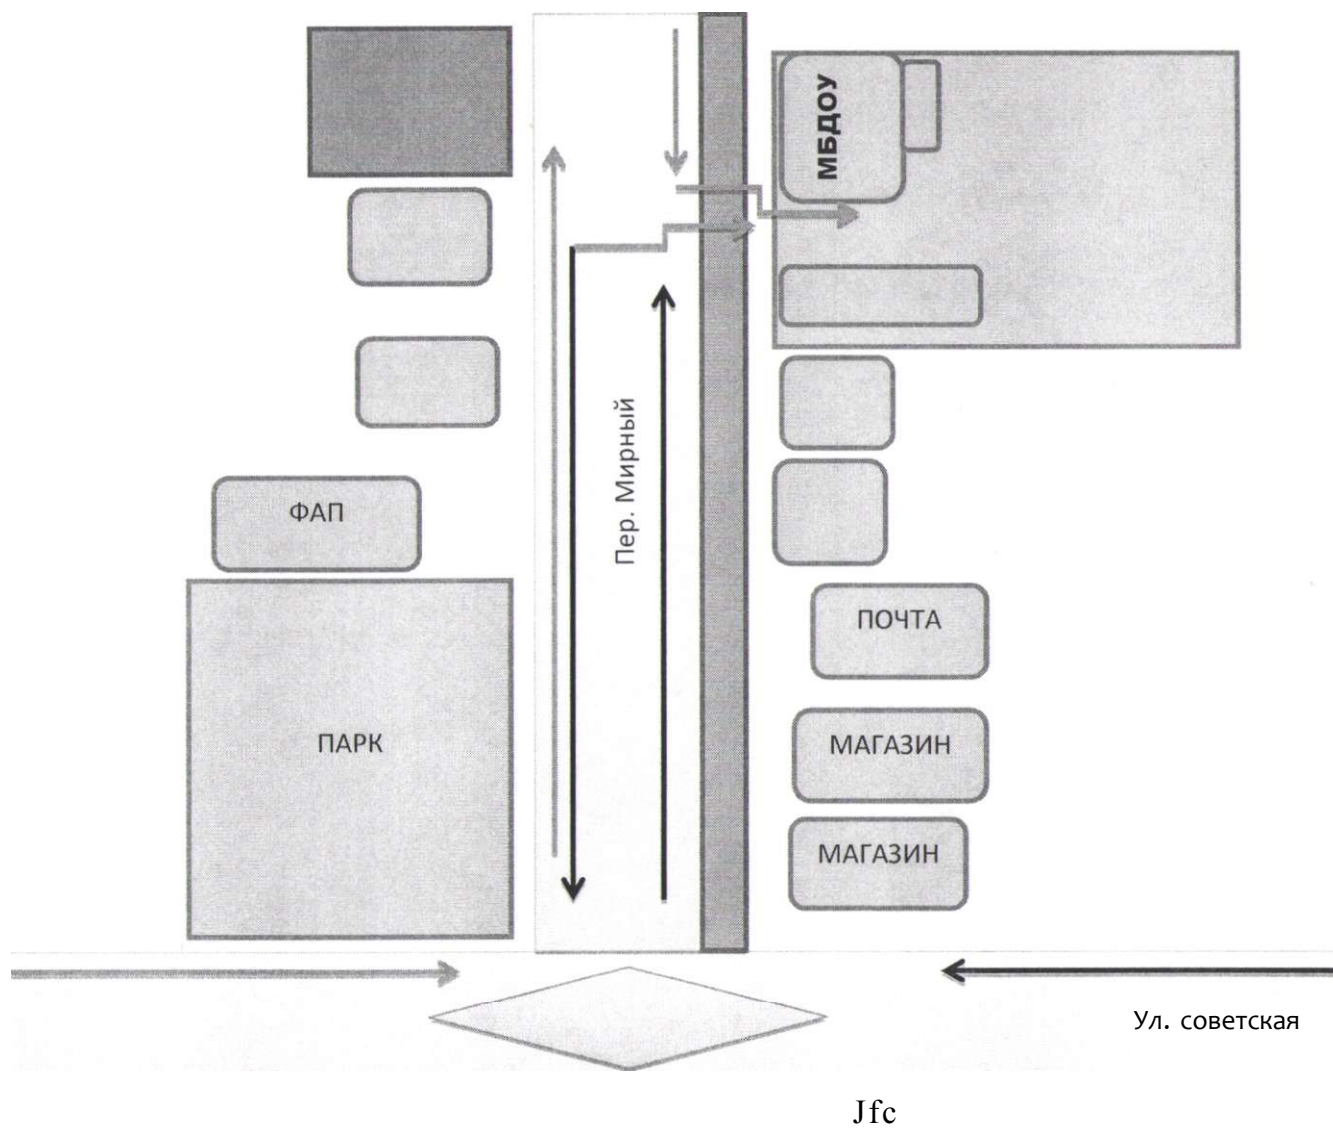 МБДОУ
Пер. Мирный
ФАП
ПОЧТА
ПАРК
МАГАЗИН
МАГАЗИН
Ул. советская
Jfc